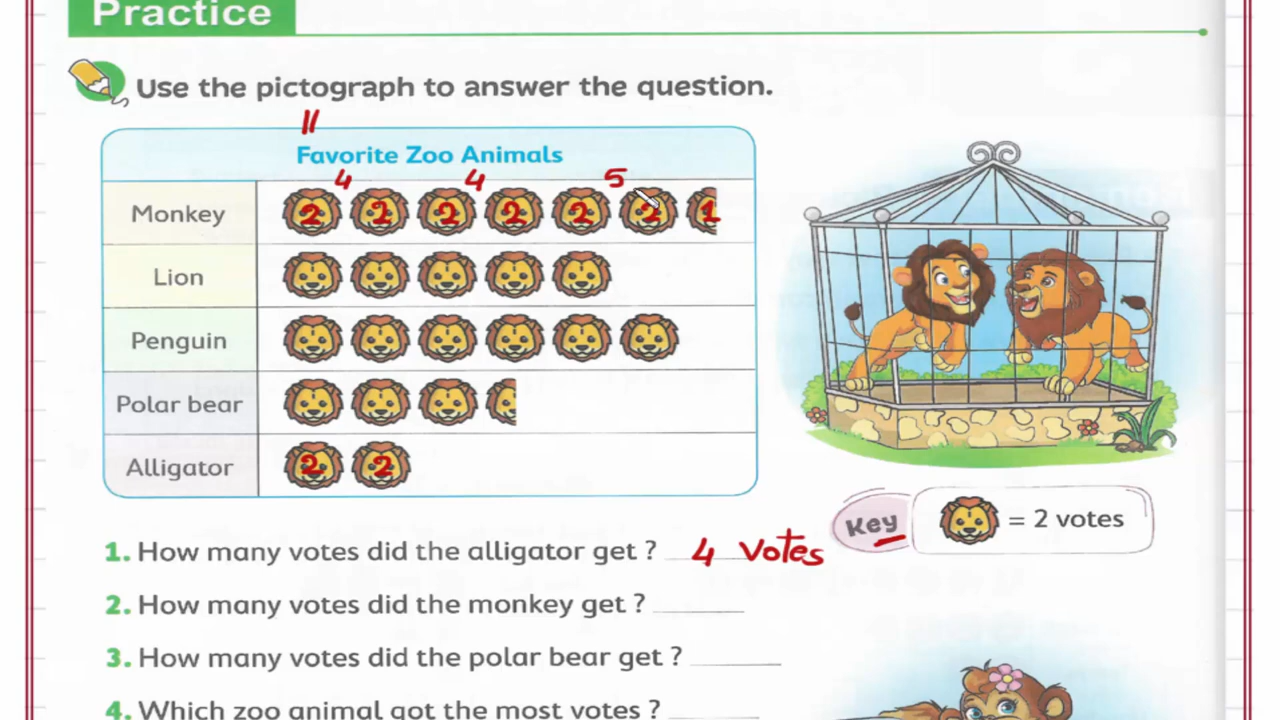 Practice
Use the pictograph to answer the question.
11
Favorite Zoo Animals
4 4 5
Monkey 2 2 2 2 2 2 1
Lion
Penguin
Polar bear
Alligator 2 2
Key = 2 votes
1. How many votes did the alligator get ? 4 Votes
2. How many votes did the monkey get ?
3. How many votes did the polar bear get ?
4. Which zoo animal got the most votes ?